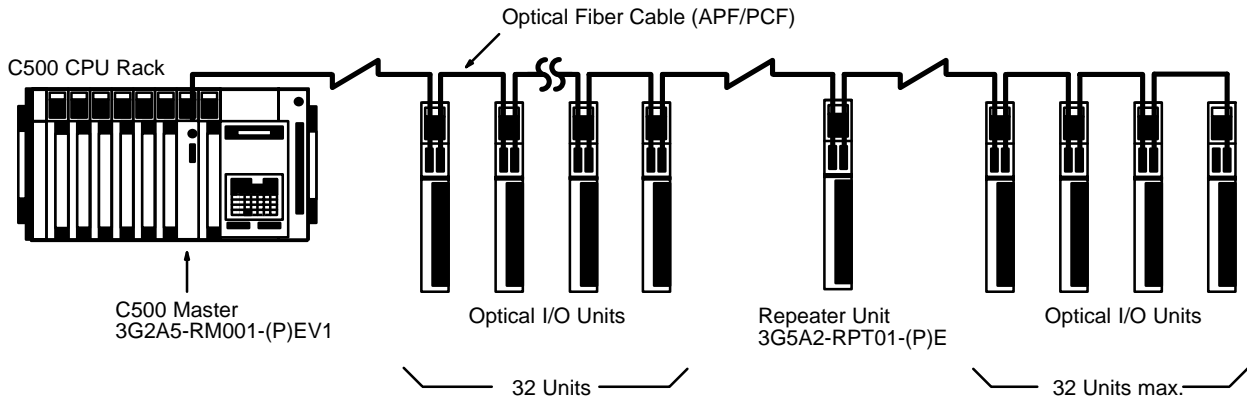 Optical Fiber Cable (APF/PCF)
C500 CPU Rack
C500 Master
3G2A5-RM001-(P)EV1
Optical I/O Units
Repeater Unit
3G5A2-RPT01-(P)E
Optical I/O Units
32 Units
32 Units max.